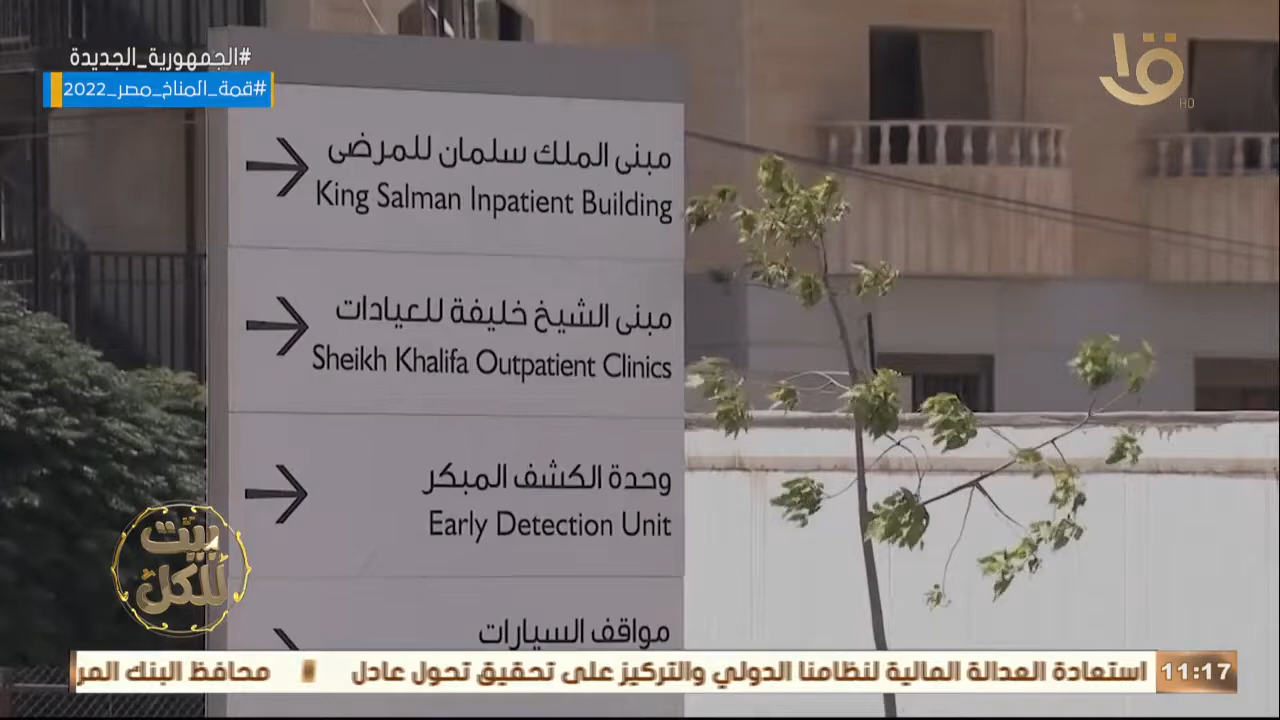 #الجمهورية_الجديدة
#قمة_المناخ_مصر_2022
HD
مبنى الملك سلمان للمرضى
King Salman Inpatient Building
مبنى الشيخ خليفة للعيادات
Sheikh Khalifa Outpatient Clinics
وحدة الكشف المبكر
Early Detection Unit
مواقف السيارات
بيت
للكل
11:17 استعادة العدالة المالية لنظامنا الدولي والتركيز على تحقيق تحول عادل محافظ البنك المر